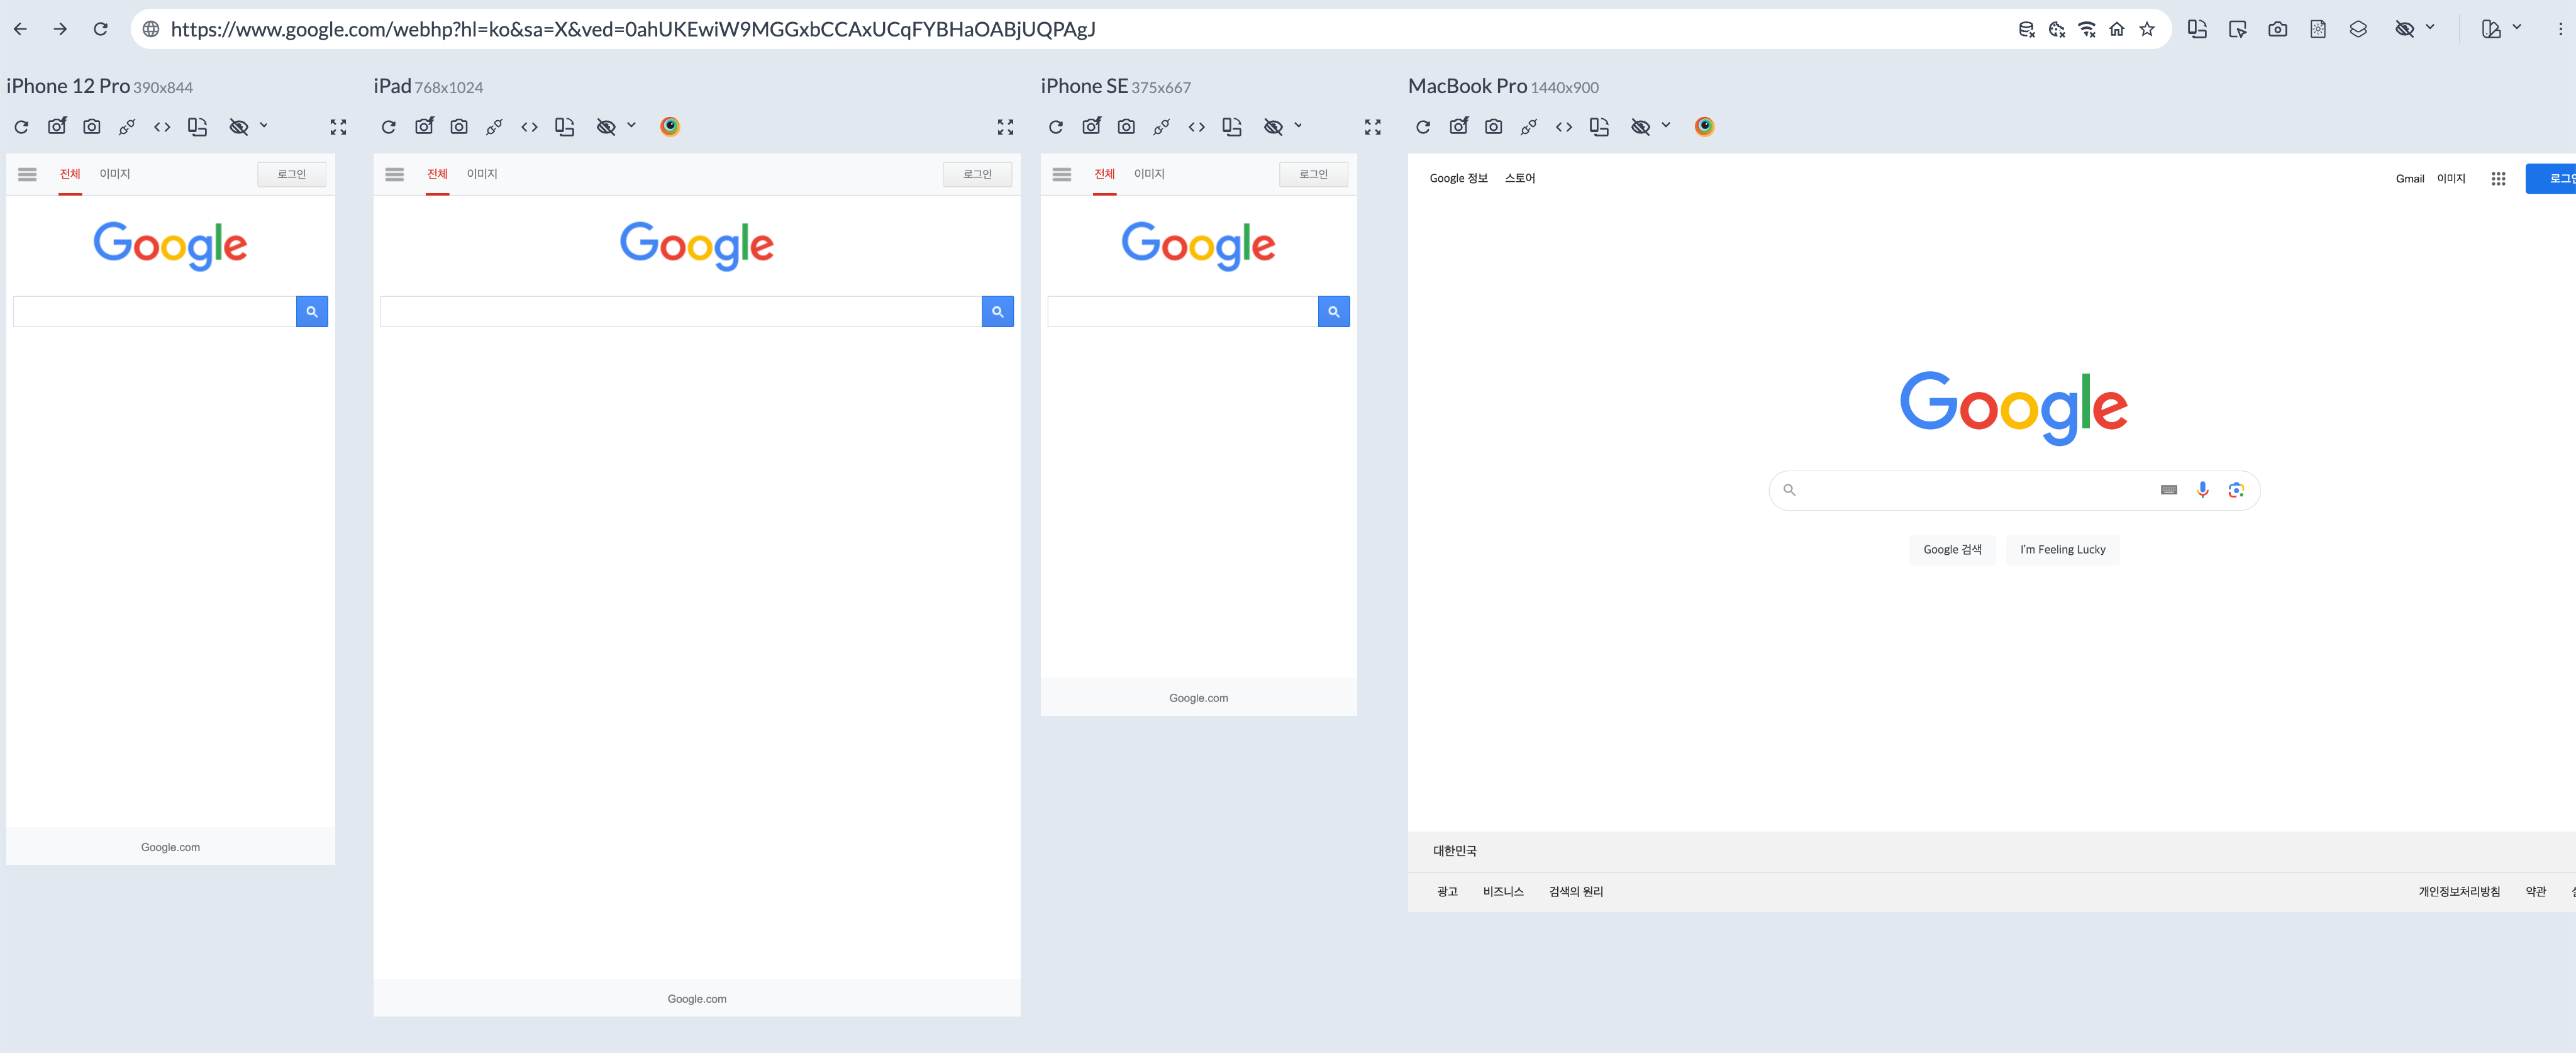 https://www.google.com/webhp?hl=ko&sa=X&ved=0ahUKEwiW9MGGxbCCAxUCqFYBHaOABjUQPAgJ
iPhone 12 Pro 390x844
전체 이미지 로그인
Google
Google.com
iPad 768x1024
전체 이미지 로그인
Google
Google.com
iPhone SE 375x667
전체 이미지 로그인
Google
Google.com
MacBook Pro 1440x900
Google 정보 스토어 Gmail 이미지
Google
Google 검색 I'm Feeling Lucky
대한민국
광고 비즈니스 검색의 원리 개인정보처리방침 약관